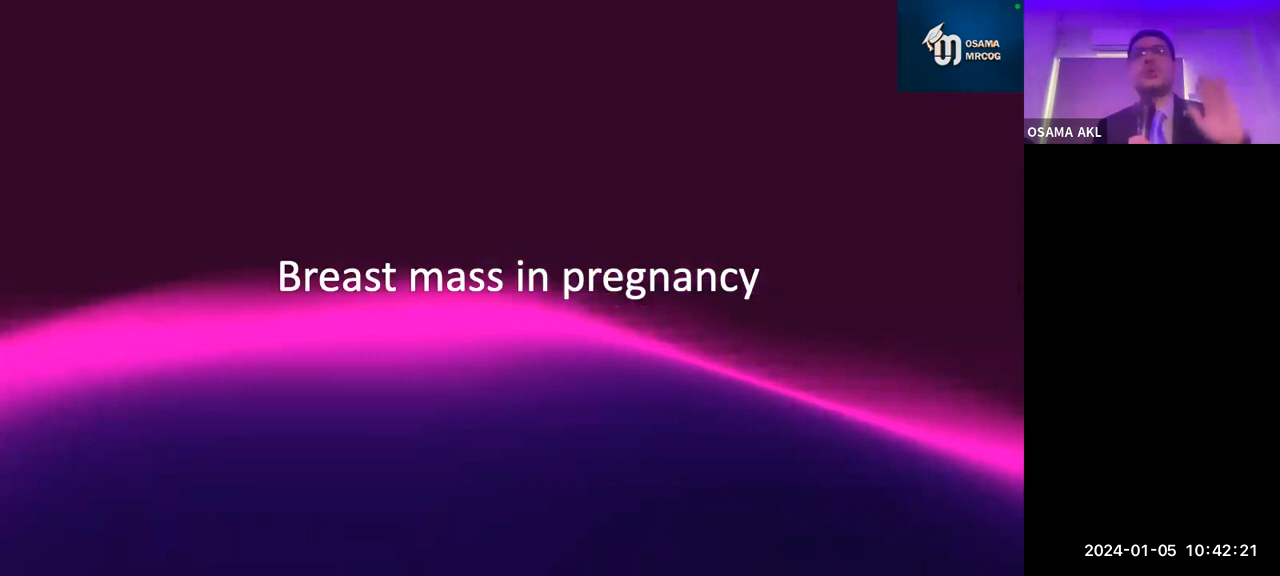 OSAMA
MRCOG
OSAMA AKL
Breast mass in pregnancy
2024-01-05 10:42:21